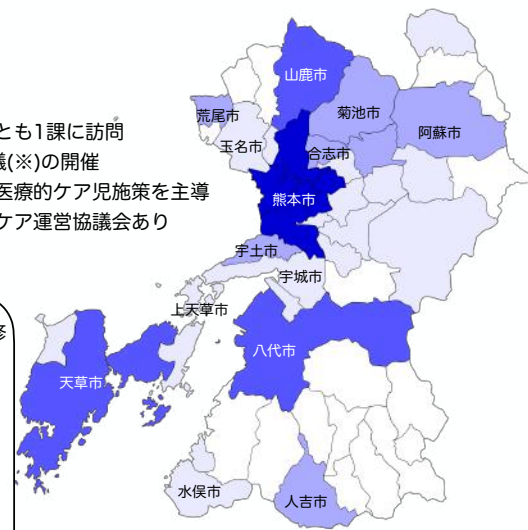 とも1課に訪問
議(※)の開催
医療的ケア児施策を主導
ケア運営協議会あり
修
山鹿市
荒尾市
菊池市
阿蘇市
玉名市
合志市
熊本市
宇土市
宇城市
上天草市
八代市
天草市
水俣市
人吉市